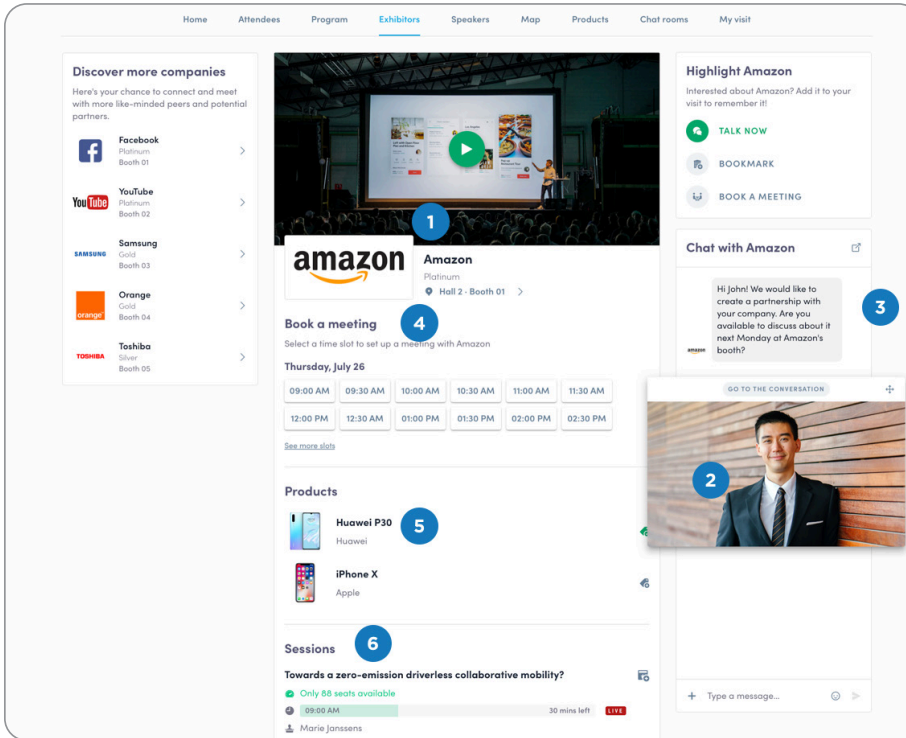 Home Attendees Program Exhibitors Speakers Map Products Chat rooms My visit
Discover more companies
Here's your chance to connect and meet
with more like-minded peers and potential
partners.
Facebook
Platinum
Booth 01
YouTube
YouTube
Platinum
Booth 02
SAMSUNG
Samsung
Gold
Booth 03
orange
Orange
Gold
Booth 04
TOSHIBA
Toshiba
Silver
Booth 05
1
amazon
Amazon
Platinum
Hall 2 - Booth 01
Book a meeting
4
Select a time slot to set up a meeting with Amazon
Thursday, July 26
09:00 AM 09:30 AM 10:00 AM 10:30 AM 11:00 AM 11:30 AM
12:00 PM 12:30 AM 01:00 PM 01:30 PM 02:00 PM 02:30 PM
See more slots
Products
Huawei P30
5
Huawei
iPhone X
Apple
Sessions
6
Towards a zero-emission driverless collaborative mobility?
Only 88 seats available
09:00 AM 30 mins left LIVE
Marie Janssens
Highlight Amazon
Interested about Amazon? Add it to your
visit to remember it!
TALK NOW
BOOKMARK
BOOK A MEETING
Chat with Amazon
Hi John! We would like to
create a partnership with
your company. Are you
available to discuss about it
next Monday at Amazon's
booth?
amazon
3
GO TO THE CONVERSATION
2
Type a message...